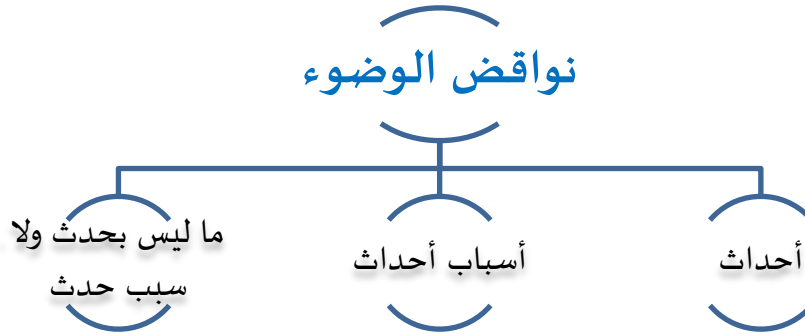 نواقض الوضوء
أحداث
أسباب أحداث
ما ليس بحدث ولا
سبب حدث